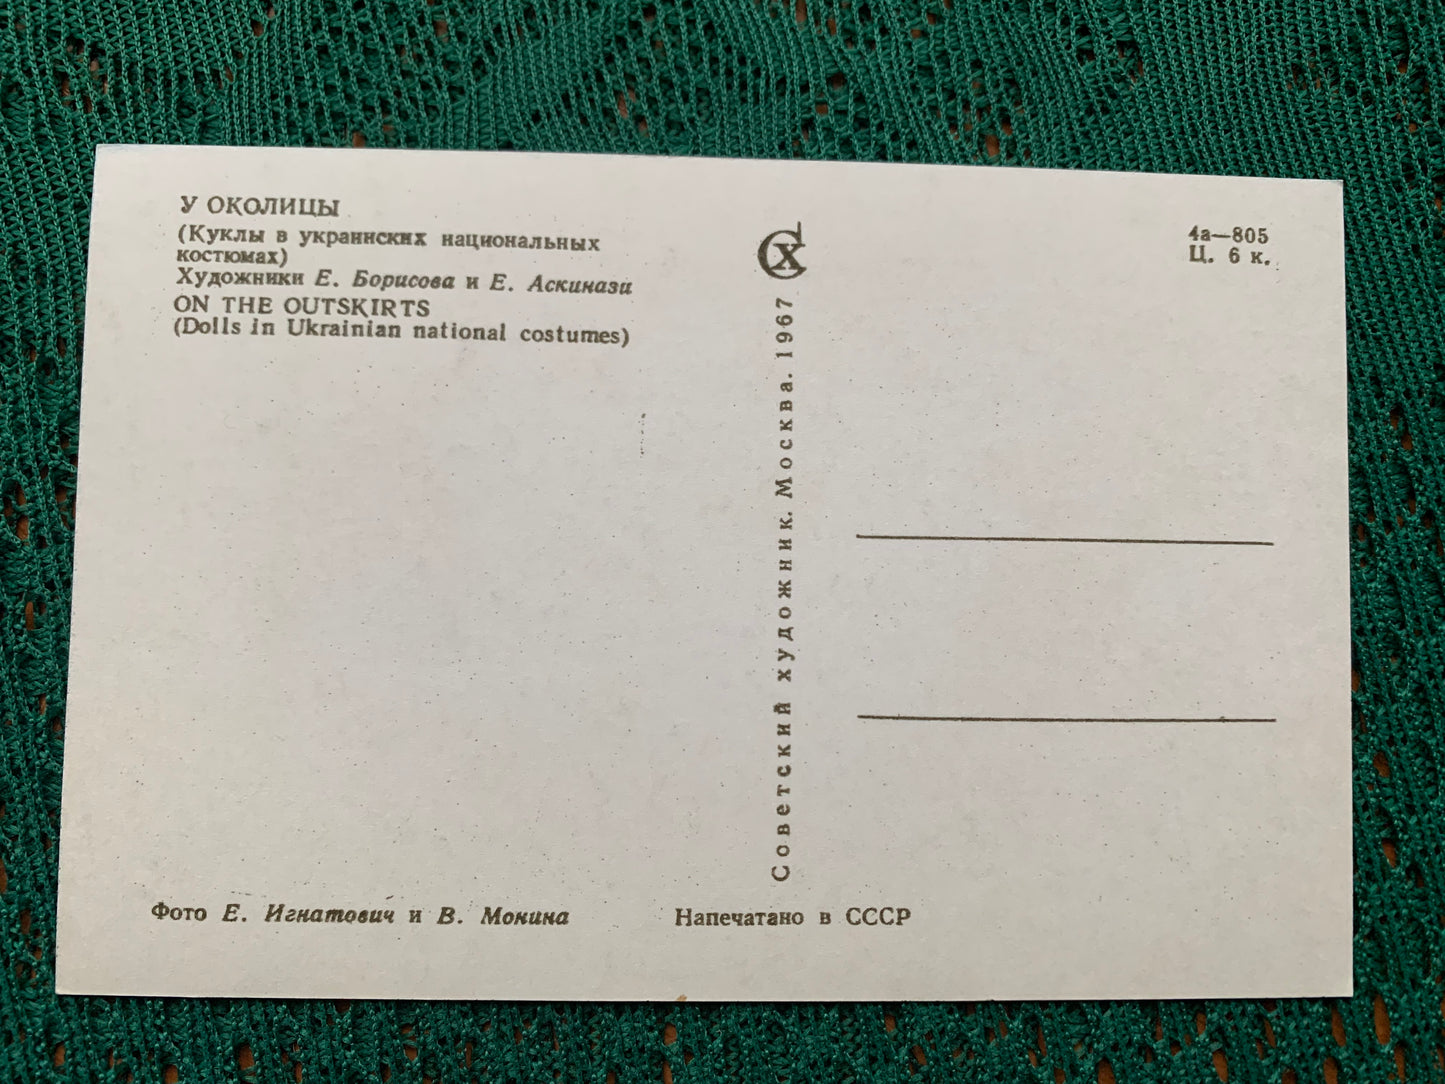 У ОКОЛИЦЫ
(Куклы в украинских национальных
костюмах)
Художники Е. Борисова и Е. Аскинази
ON THE OUTSKIRTS
(Dolls in Ukrainian national costumes)
Фото Е. Игнатович и В. Монина
СХ
Советский художник. Москва. 1967
Напечатано в СССР
4а—805
Ц. 6 к.